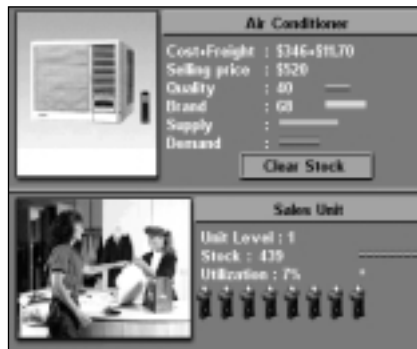 Air Conditioner
Cost+Freight : $346+$11.70
Selling price : $520
Quality : 40
Brand : 68
Supply :
Demand :
Clear Stock
Sales Unit
Unit Level : 1
Stock : 439
Utilization : 7%